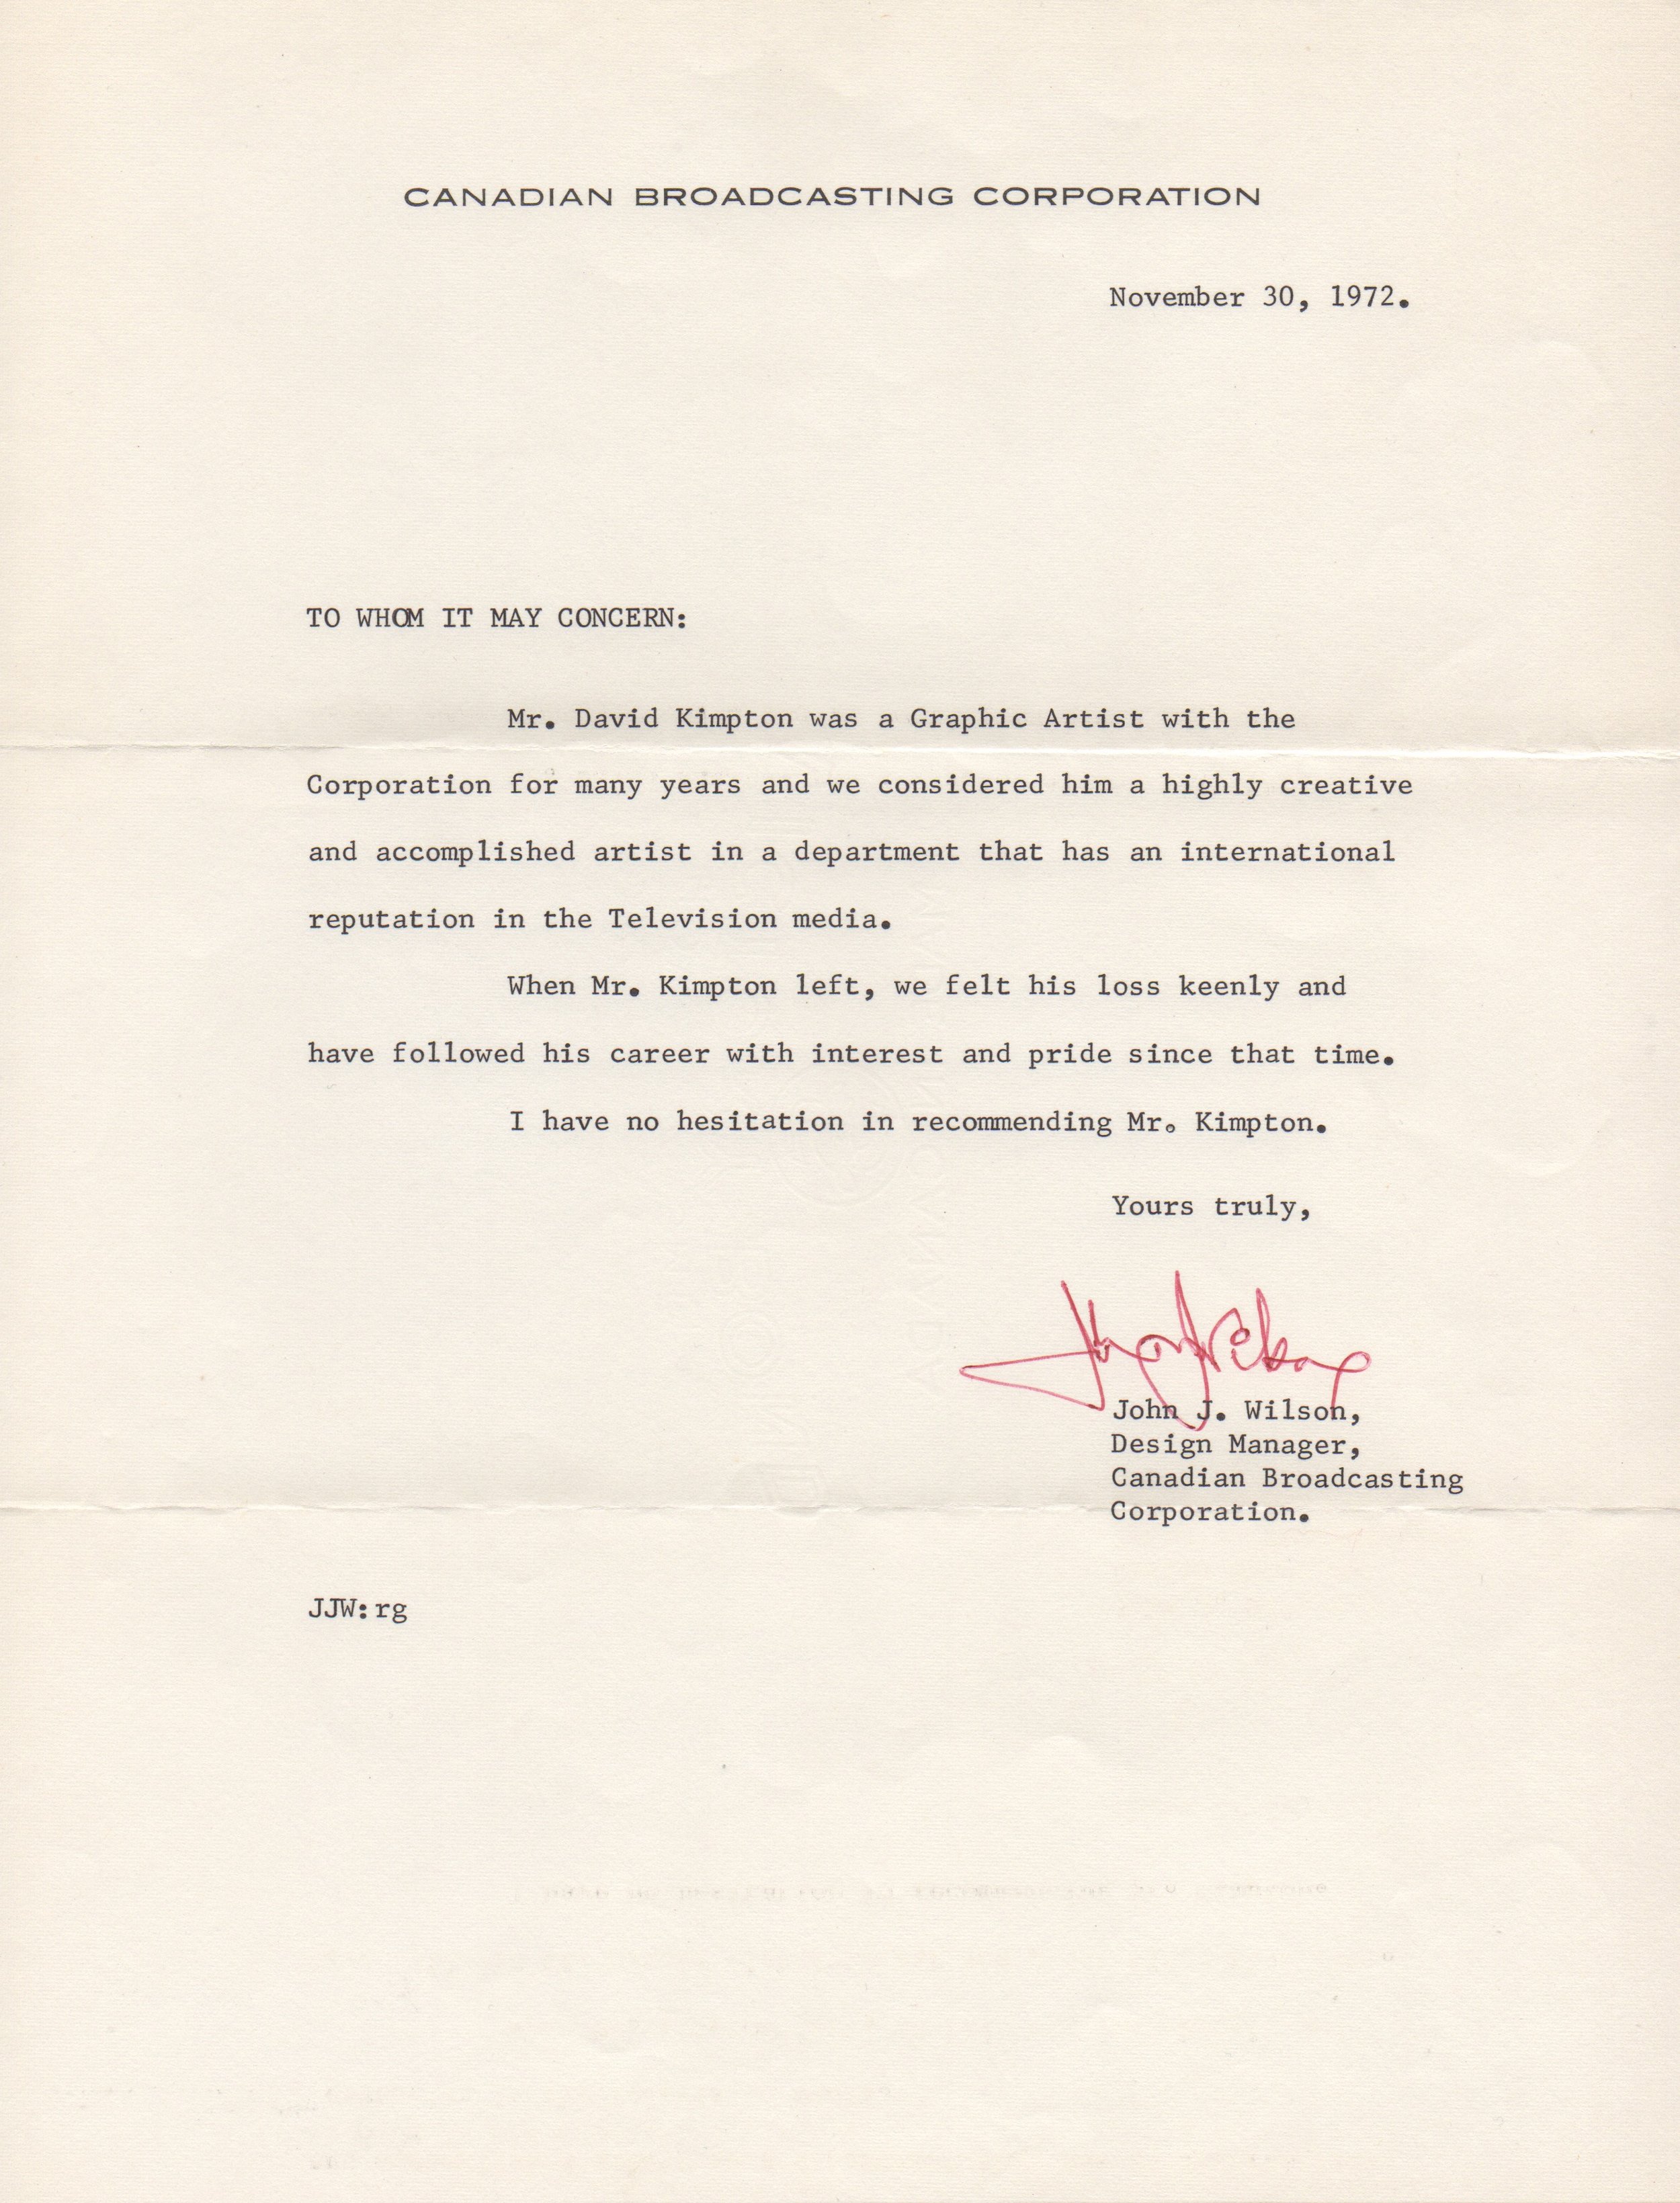 CANADIAN BROADCASTING CORPORATION
November 30, 1972.
TO WHOM IT MAY CONCERN:
Mr. David Kimpton was a Graphic Artist with the
Corporation for many years and we considered him a highly creative
and accomplished artist in a department that has an international
reputation in the Television media.
When Mr. Kimpton left, we felt his loss keenly and
have followed his career with interest and pride since that time.
I have no hesitation in recommending Mr. Kimpton.
Yours truly,
John J. Wilson,
Design Manager,
Canadian Broadcasting
Corporation.
JJW:rg